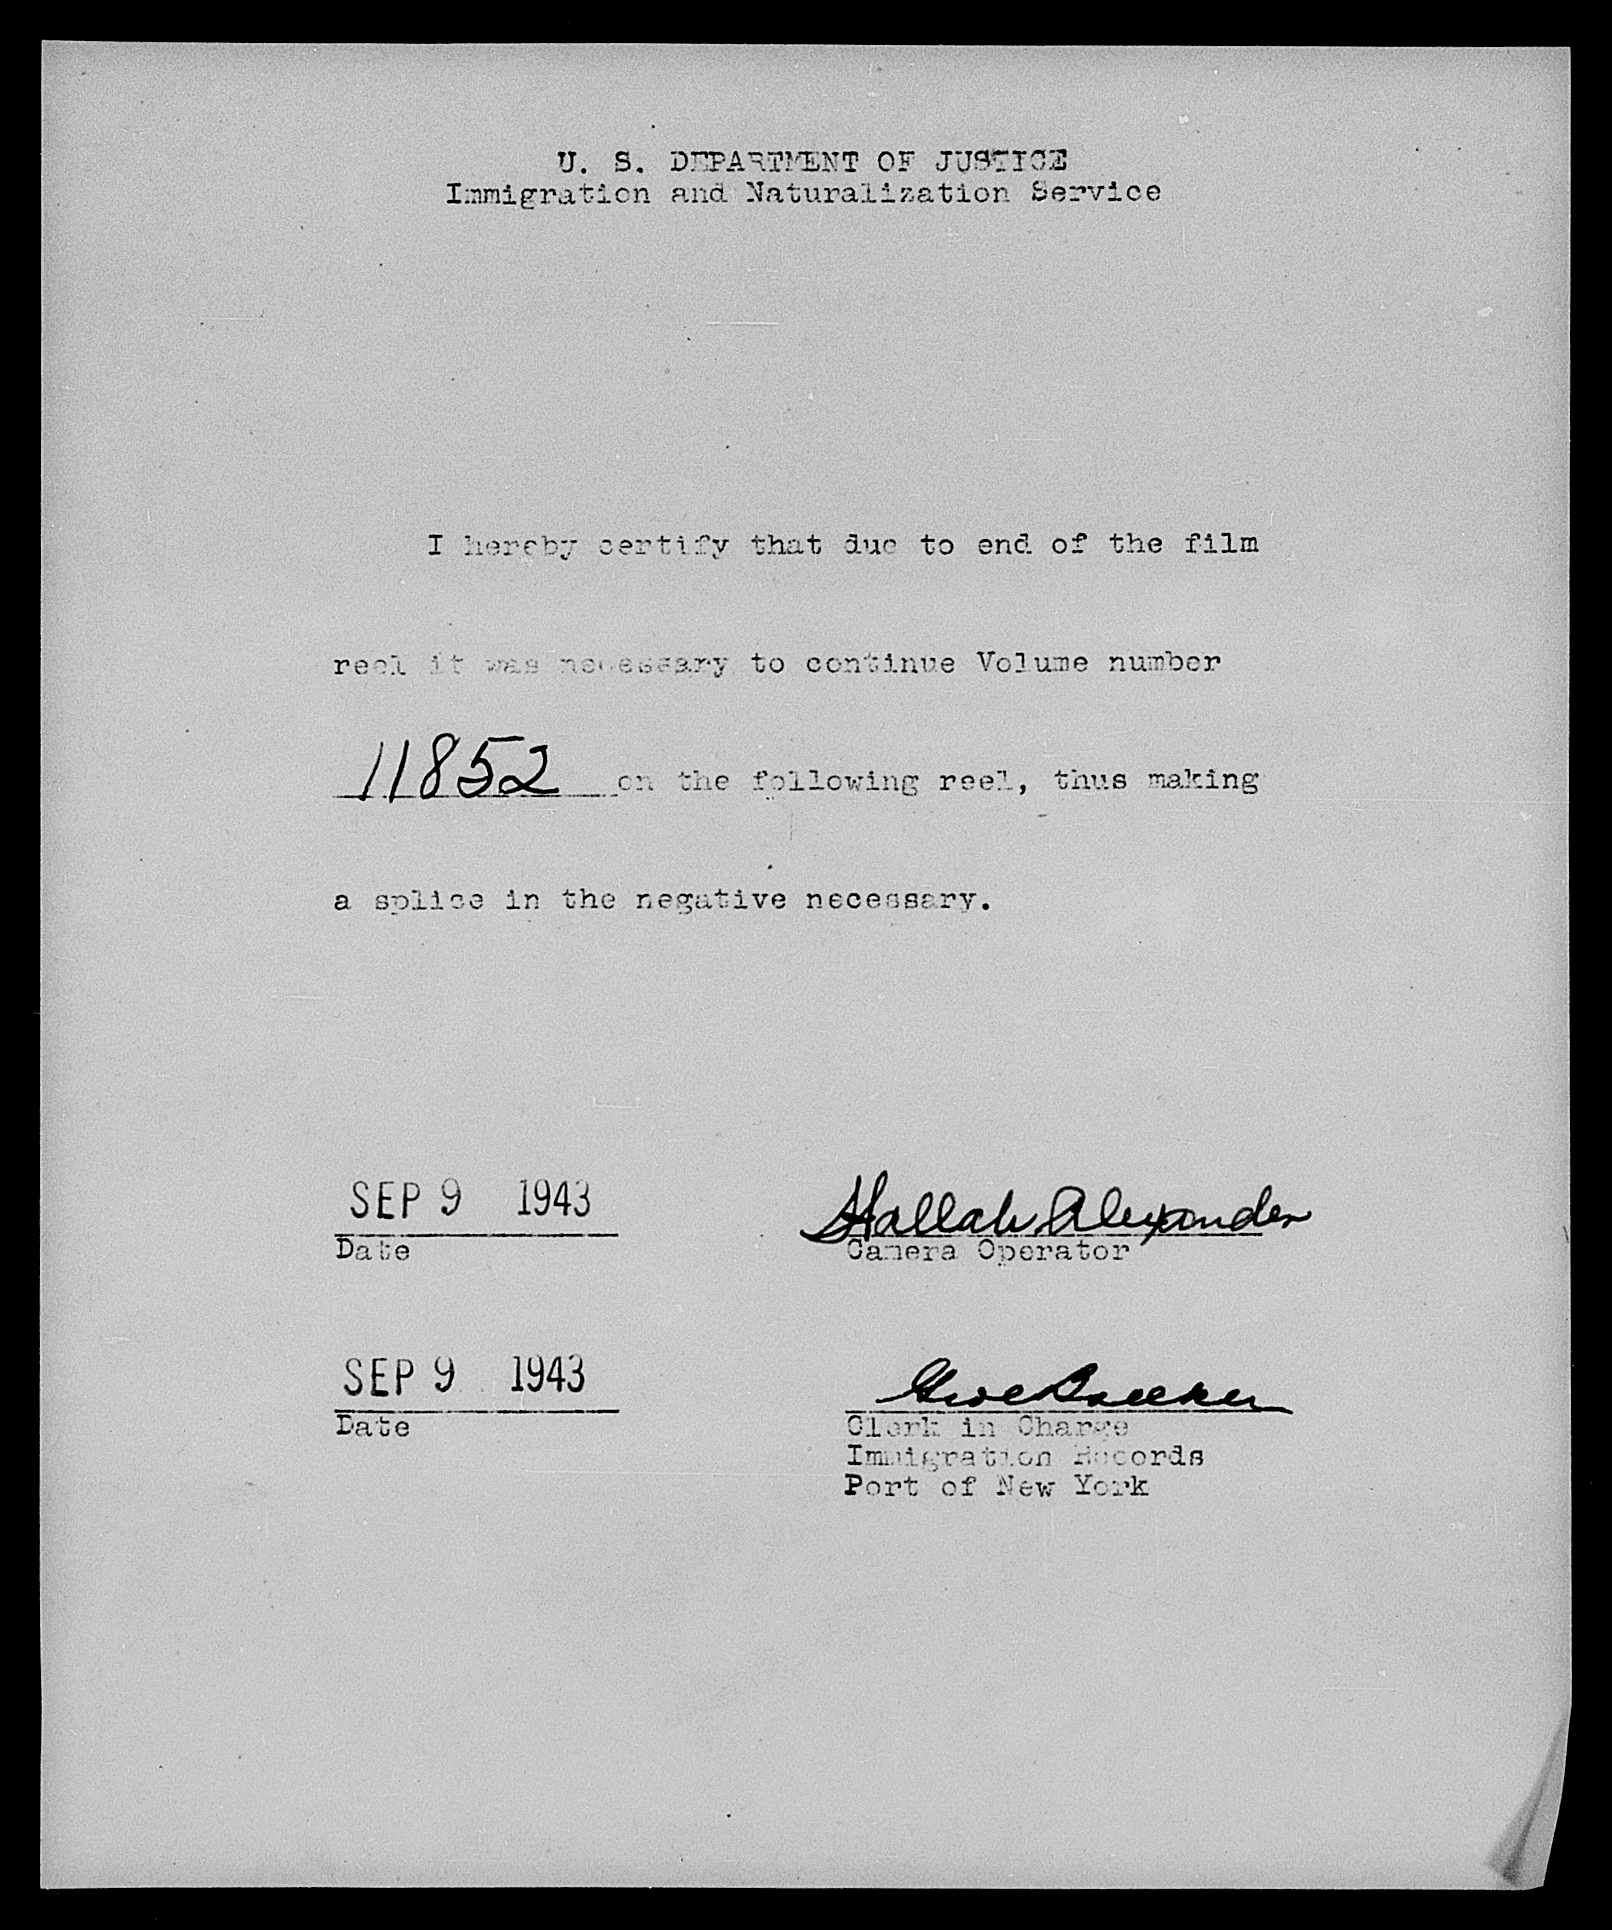 U. S. DEPARTMENT OF JUSTICE
Immigration and Naturalization Service
I hereby certify that due to end of the film
reel it was necessary to continue Volume number
11852 on the following reel, thus making
a splice in the negative necessary.
SEP 9 1943
Hallah Alexander
Date
Camera Operator
SEP 9 1943
Date
Clerk in Charge
Immigration Records
Port of New York